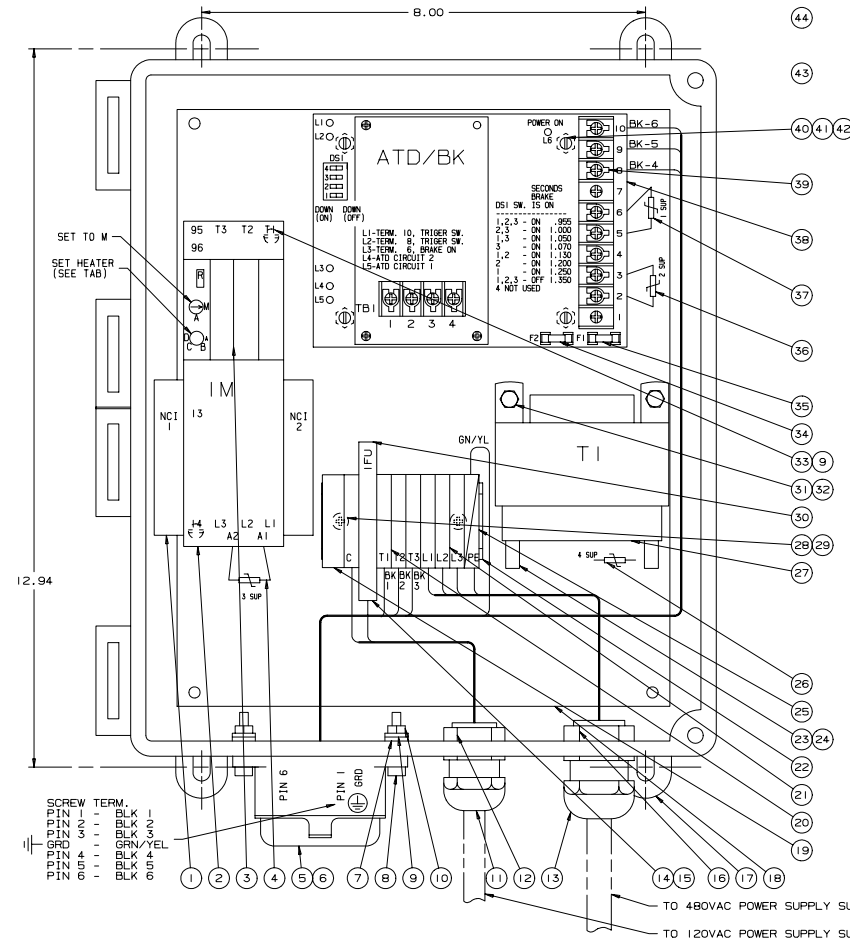 8.00
44
43
POWER ON
L6
L1
L2
DS1
4
3
2
1
DOWN (ON)
DOWN (OFF)
ATD/BK
L1-TERM. 10, TRIGER SW.
L2-TERM. 8, TRIGER SW.
L3-TERM. 6, BRAKE ON
L4-ATD CIRCUIT 2
L5-ATD CIRCUIT 1
L3
L4
L5
TB1
1 2 3 4
SECONDS
BRAKE
DS1 SW. IS ON
1,2,3 - ON .955
2,3 - ON 1.000
1,3 - ON 1.050
3 - ON 1.070
1,2 - ON 1.130
2 - ON 1.200
1 - ON 1.250
1,2,3 - OFF 1.350
4 NOT USED
10 BK-6
9 BK-5
8 BK-4
7
6
5
3
2
1
1 SUP
2 SUP
F2
F1
40 41 42
39
38
37
36
35
34
33 9
31 32
30
28 29
27
26
25
23 24
22
21
20
19
95 T3 T2 T1
96
SET TO M
SET HEATER
(SEE TAB)
R
M
A
D A
C B
1M
NC1
1
13
NC1
2
14 L3 L2 L1
A2 A1
3 SUP
12.94
1FU
GN/YL
C T1 T2 T3 L1 L2 L3 PE
BK 1
BK 2
BK 3
T1
4 SUP
PIN 6
PIN 1
GRD
SCREW TERM.
PIN 1 - BLK 1
PIN 2 - BLK 2
PIN 3 - BLK 3
GRD - GRN/YEL
PIN 4 - BLK 4
PIN 5 - BLK 5
PIN 6 - BLK 6
1 2 3 4 5 6 7 8 9 10 11 12 13 14 15 16 17 18
TO 480VAC POWER SUPPLY SU
TO 120VAC POWER SUPPLY SU